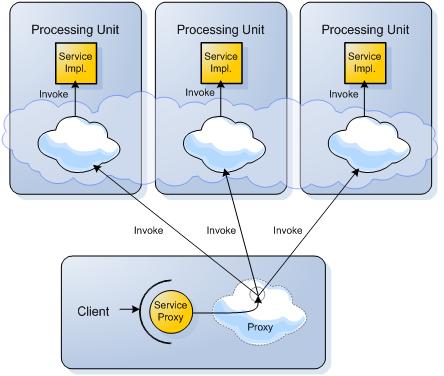 Processing Unit
Processing Unit
Processing Unit
Service
Impl.
Service
Impl.
Service
Impl.
Invoke
Invoke
Invoke
Invoke
Invoke
Invoke
Client
Service
Proxy
Proxy